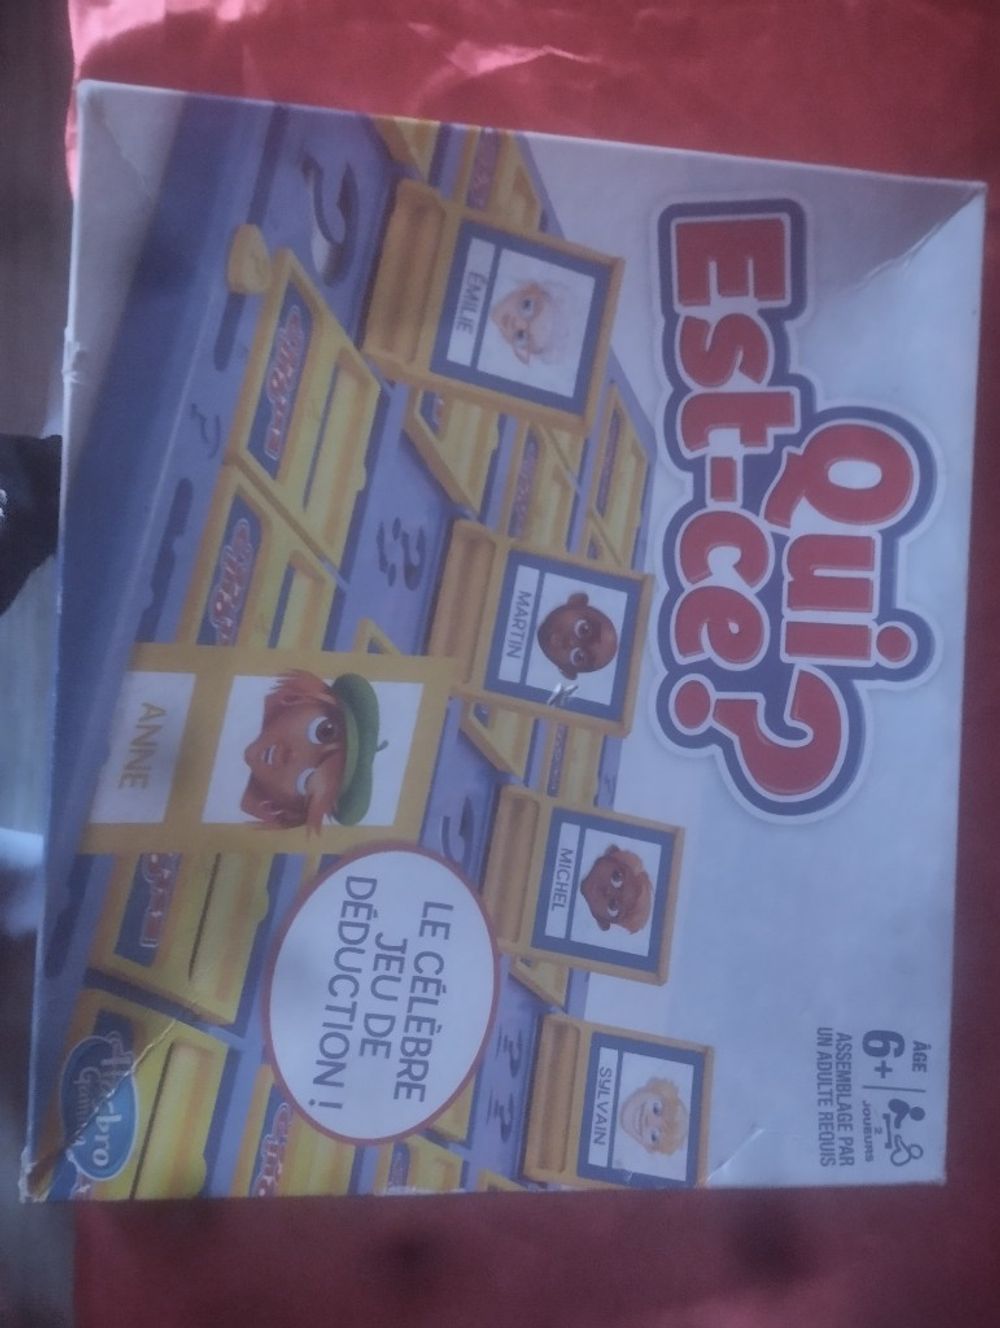 Qui
Est-ce?
ÂGE
6+
2
JOUEURS
ASSEMBLAGE PAR
UN ADULTE REQUIS
ÉMILIE
MARTIN
MICHEL
SYLVAIN
ANNE
LE CÉLÈBRE
JEU DE
DÉDUCTION !
Hasbro
Gaming